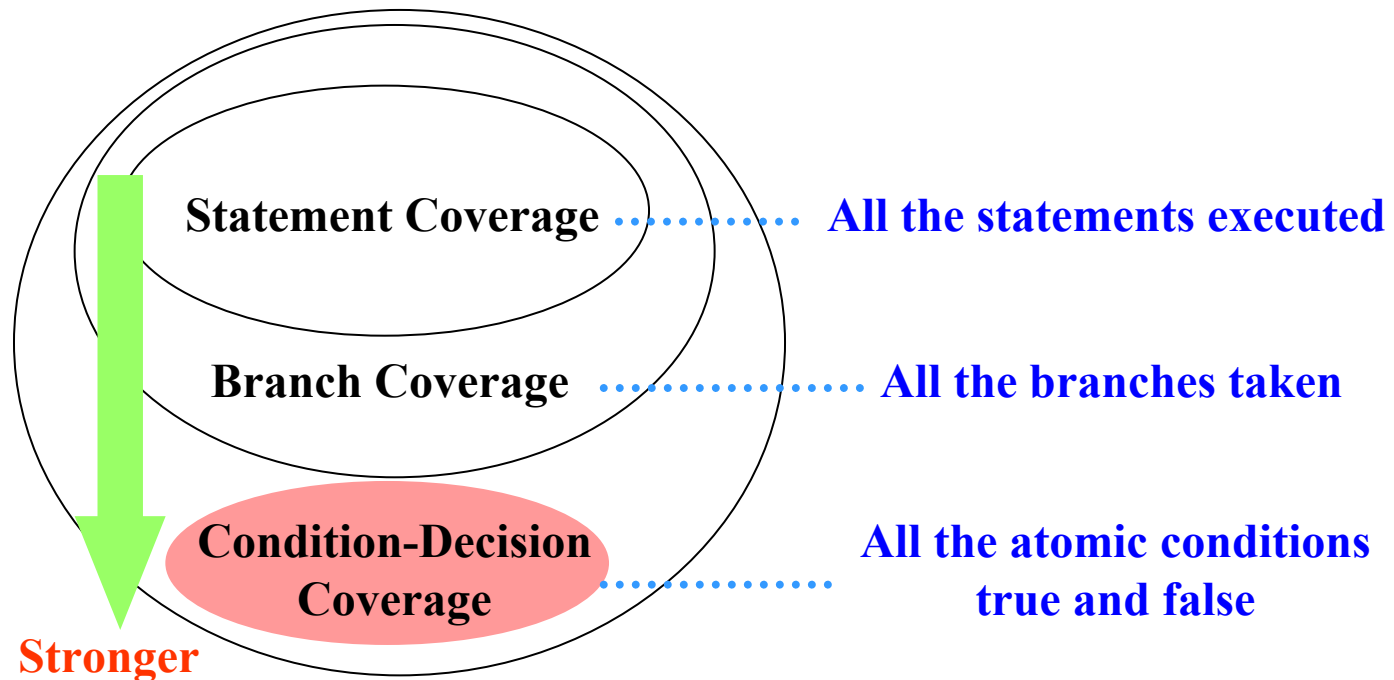 Statement Coverage
All the statements executed
Branch Coverage
All the branches taken
Condition-Decision
Coverage
All the atomic conditions
true and false
Stronger